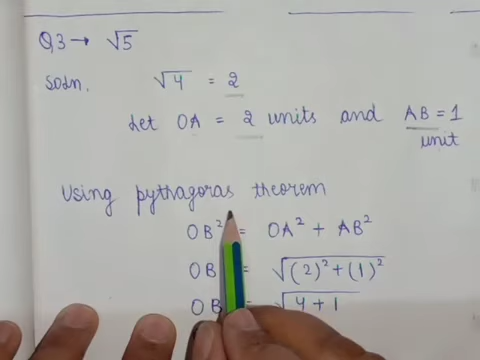 Q3 → √5
Soln. √4 = 2
Let OA = 2 units and AB = 1
unit
Using pythagoras theorem
OB² = OA² + AB²
OB = √(2)² + (1)²
OB = √4 + 1